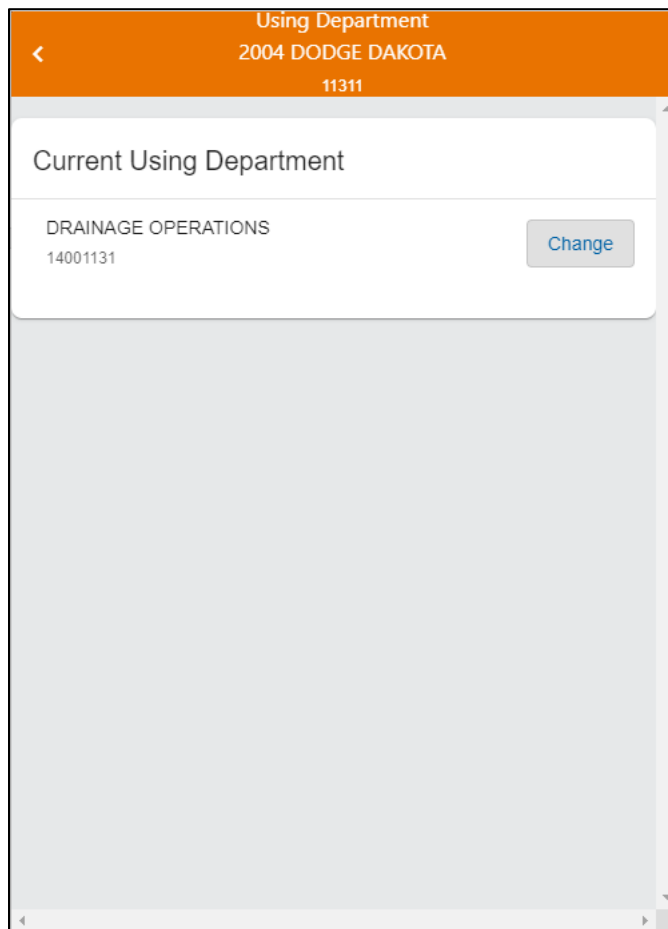 Using Department
2004 DODGE DAKOTA
11311
Current Using Department
DRAINAGE OPERATIONS
14001131
Change